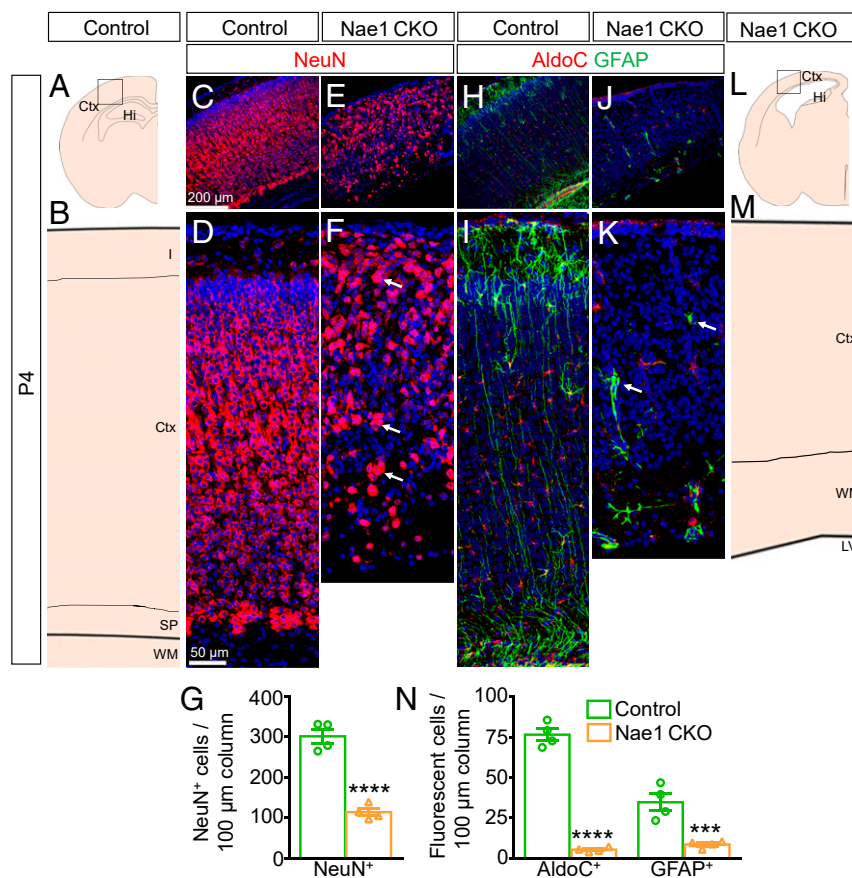 Control
Control
Nae1 CKO
Control
Nae1 CKO
Nae1 CKO
NeuN
AldoC GFAP
P4
A
Ctx
Hi
C
E
H
J
L
Ctx
Hi
200 µm
B
I
Ctx
SP
WM
D
F
I
K
M
Ctx
WM
LV
50 µm
G
NeuN⁺ cells /
100 µm column
400
300
200
100
0
****
NeuN⁺
N
Fluorescent cells /
100 µm column
75
50
25
0
Control
Nae1 CKO
****
***
AldoC⁺
GFAP⁺